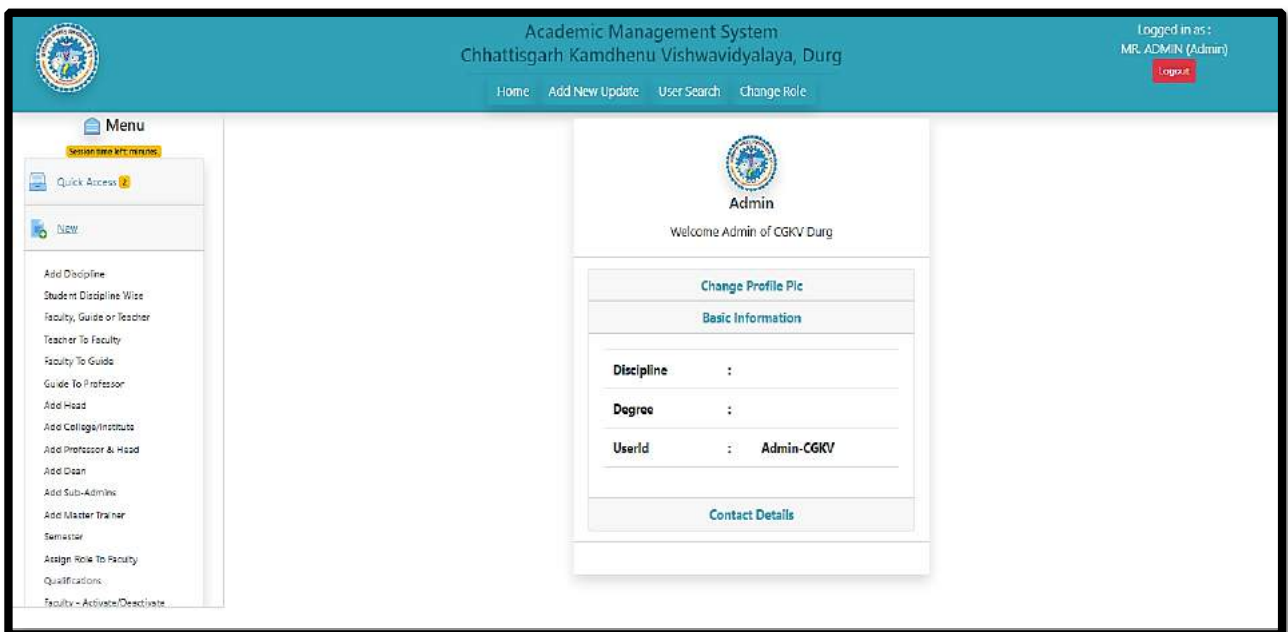 Academic Management System
Chhattisgarh Kamdhenu Vishwavidyalaya, Durg
Home Add New Update User Search Change Role
Logged in as :
MR. ADMIN (Admin)
Logout
Menu
Session time left: minutes.
Quick Access 2
New
Add Discipline
Student Discipline Wise
Faculty, Guide or Teacher
Teacher To Faculty
Faculty To Guide
Guide To Professor
Add Head
Add College/Institute
Add Professor & Head
Add Dean
Add Sub-Admins
Add Master Trainer
Semester
Assign Role To Faculty
Qualifications
Faculty - Activate/Deactivate
Admin
Welcome Admin of CGKV Durg
Change Profile Pic
Basic Information
Discipline :
Degree :
UserId : Admin-CGKV
Contact Details